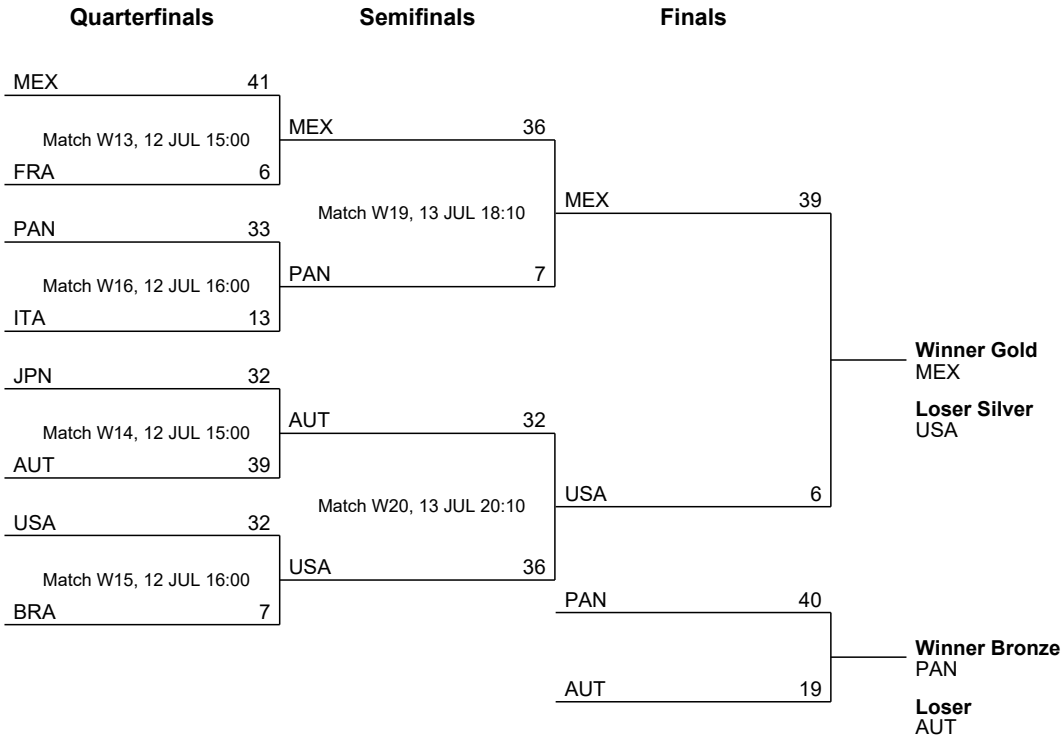 Quarterfinals
Semifinals
Finals
MEX 41
Match W13, 12 JUL 15:00
FRA 6
PAN 33
Match W16, 12 JUL 16:00
ITA 13
JPN 32
Match W14, 12 JUL 15:00
AUT 39
USA 32
Match W15, 12 JUL 16:00
BRA 7
MEX 36
Match W19, 13 JUL 18:10
PAN 7
AUT 32
Match W20, 13 JUL 20:10
USA 36
MEX 39
USA 6
PAN 40
AUT 19
Winner Gold
MEX
Loser Silver
USA
Winner Bronze
PAN
Loser
AUT